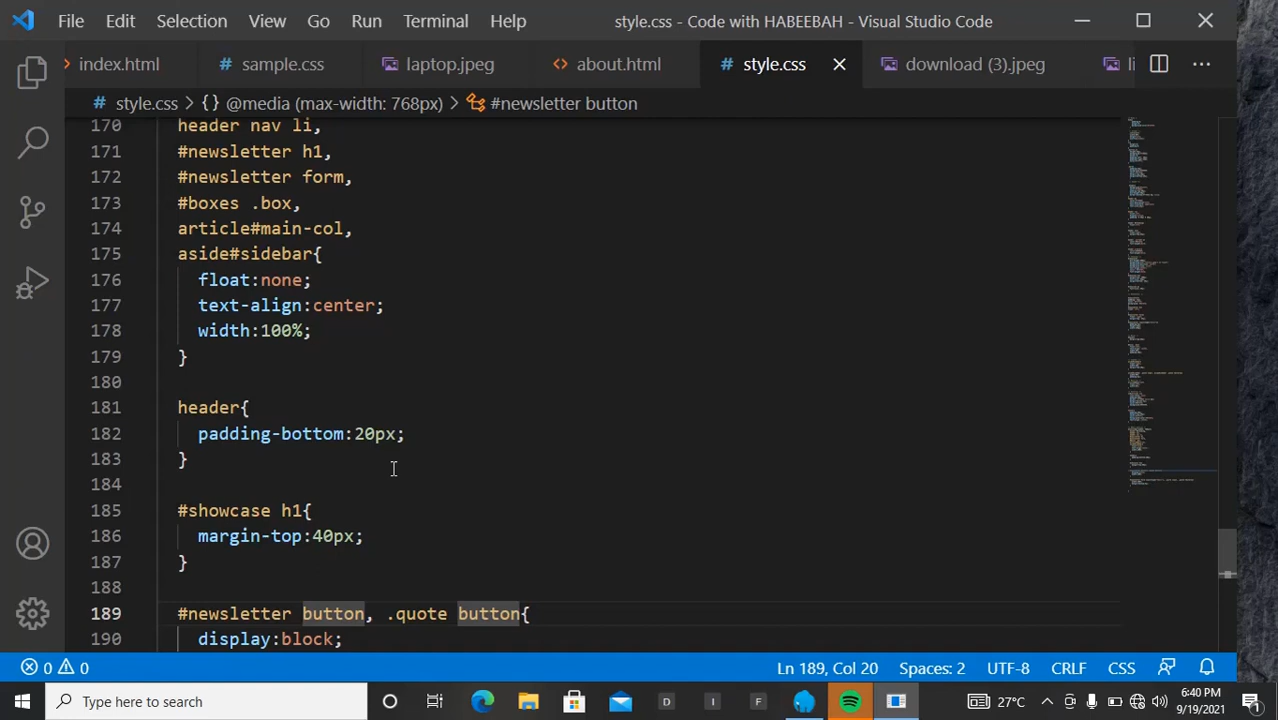 File Edit Selection View Go Run Terminal Help style.css - Code with HABEEBAH - Visual Studio Code
index.html # sample.css laptop.jpeg <> about.html # style.css download (3).jpeg li ...
# style.css > {} @media (max-width: 768px) > #newsletter button
170 header nav li,
171 #newsletter h1,
172 #newsletter form,
173 #boxes .box,
174 article#main-col,
175 aside#sidebar{
176 float:none;
177 text-align:center;
178 width:100%;
179 }
180
181 header{
182 padding-bottom:20px;
183 }
184
185 #showcase h1{
186 margin-top:40px;
187 }
188
189 #newsletter button, .quote button{
190 display:block;
0 0 Ln 189, Col 20 Spaces: 2 UTF-8 CRLF CSS
Type here to search D I F 27°C 6:40 PM
9/19/2021 1